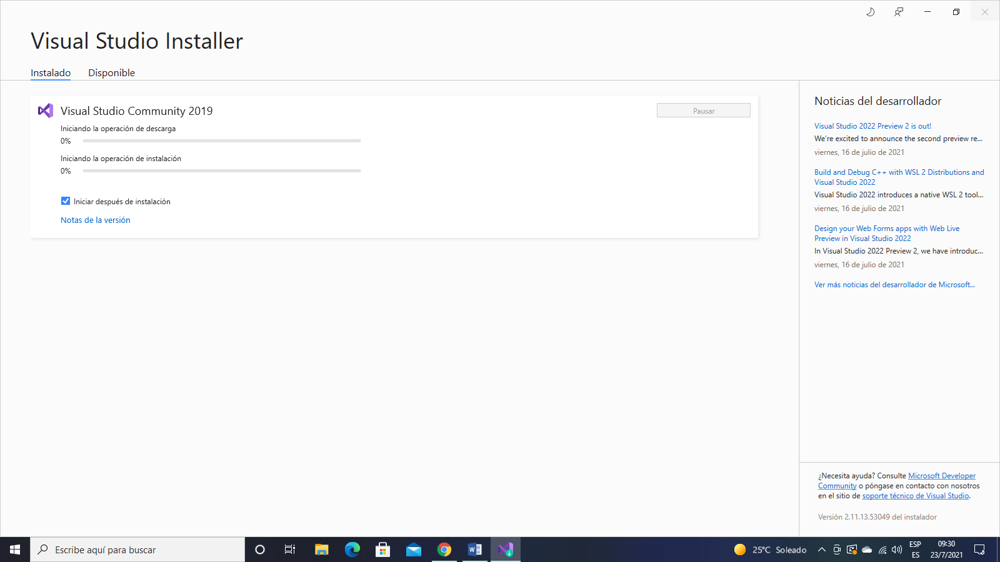 Visual Studio Installer
Instalado
Disponible
Visual Studio Community 2019
Pausar
Iniciando la operación de descarga
0%
Iniciando la operación de instalación
0%
Iniciar después de instalación
Notas de la versión
Noticias del desarrollador
Visual Studio 2022 Preview 2 is out!
We're excited to announce the second preview re...
viernes, 16 de julio de 2021
Build and Debug C++ with WSL 2 Distributions and
Visual Studio 2022
Visual Studio 2022 introduces a native WSL 2 tool...
viernes, 16 de julio de 2021
Design your Web Forms apps with Web Live
Preview in Visual Studio 2022
In Visual Studio 2022 Preview 2, we have introduc...
viernes, 16 de julio de 2021
Ver más noticias del desarrollador de Microsoft...
¿Necesita ayuda? Consulte Microsoft Developer
Community o póngase en contacto con nosotros
en el sitio de soporte técnico de Visual Studio.
Versión 2.11.13.53049 del instalador
Escribe aquí para buscar
25°C Soleado
ESP
ES
09:30
23/7/2021